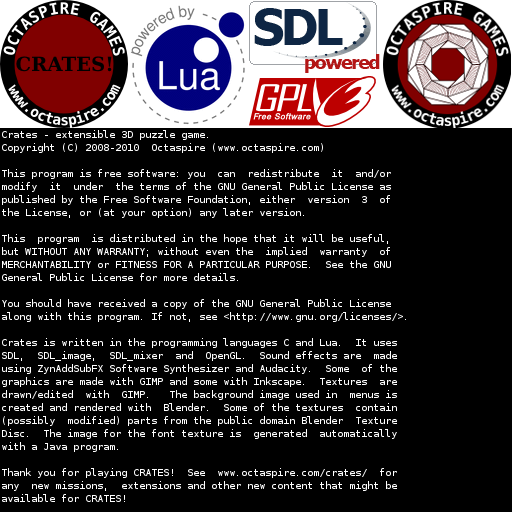 OCTASPIRE GAMES
CRATES!
www.octaspire.com
powered by
Lua
SDL
powered
GPLv3
Free Software
OCTASPIRE GAMES
www.octaspire.com
Crates - extensible 3D puzzle game.
Copyright (C) 2008-2010  Octaspire (www.octaspire.com)

This program is free software: you  can  redistribute  it  and/or
modify  it  under  the terms of the GNU General Public License as
published by the Free Software Foundation, either  version  3  of
the License, or (at your option) any later version.

This  program  is distributed in the hope that it will be useful,
but WITHOUT ANY WARRANTY; without even the  implied  warranty  of
MERCHANTABILITY or FITNESS FOR A PARTICULAR PURPOSE.  See the GNU
General Public License for more details.

You should have received a copy of the GNU General Public License
along with this program. If not, see <http://www.gnu.org/licenses/>.

Crates is written in the programming languages C and Lua.  It uses
SDL,  SDL_image,  SDL_mixer  and  OpenGL.  Sound effects are  made
using ZynAddSubFX Software Synthesizer and Audacity.  Some  of the
graphics are made with GIMP and some with Inkscape.  Textures  are
drawn/edited  with  GIMP.   The background image used in  menus is
created and rendered with  Blender.  Some of the textures  contain
(possibly  modified) parts from the public domain Blender  Texture
Disc.  The image for the font texture is  generated  automatically
with a Java program.

Thank you for playing CRATES!  See  www.octaspire.com/crates/  for
any  new missions,  extensions and other new content that might be
available for CRATES!